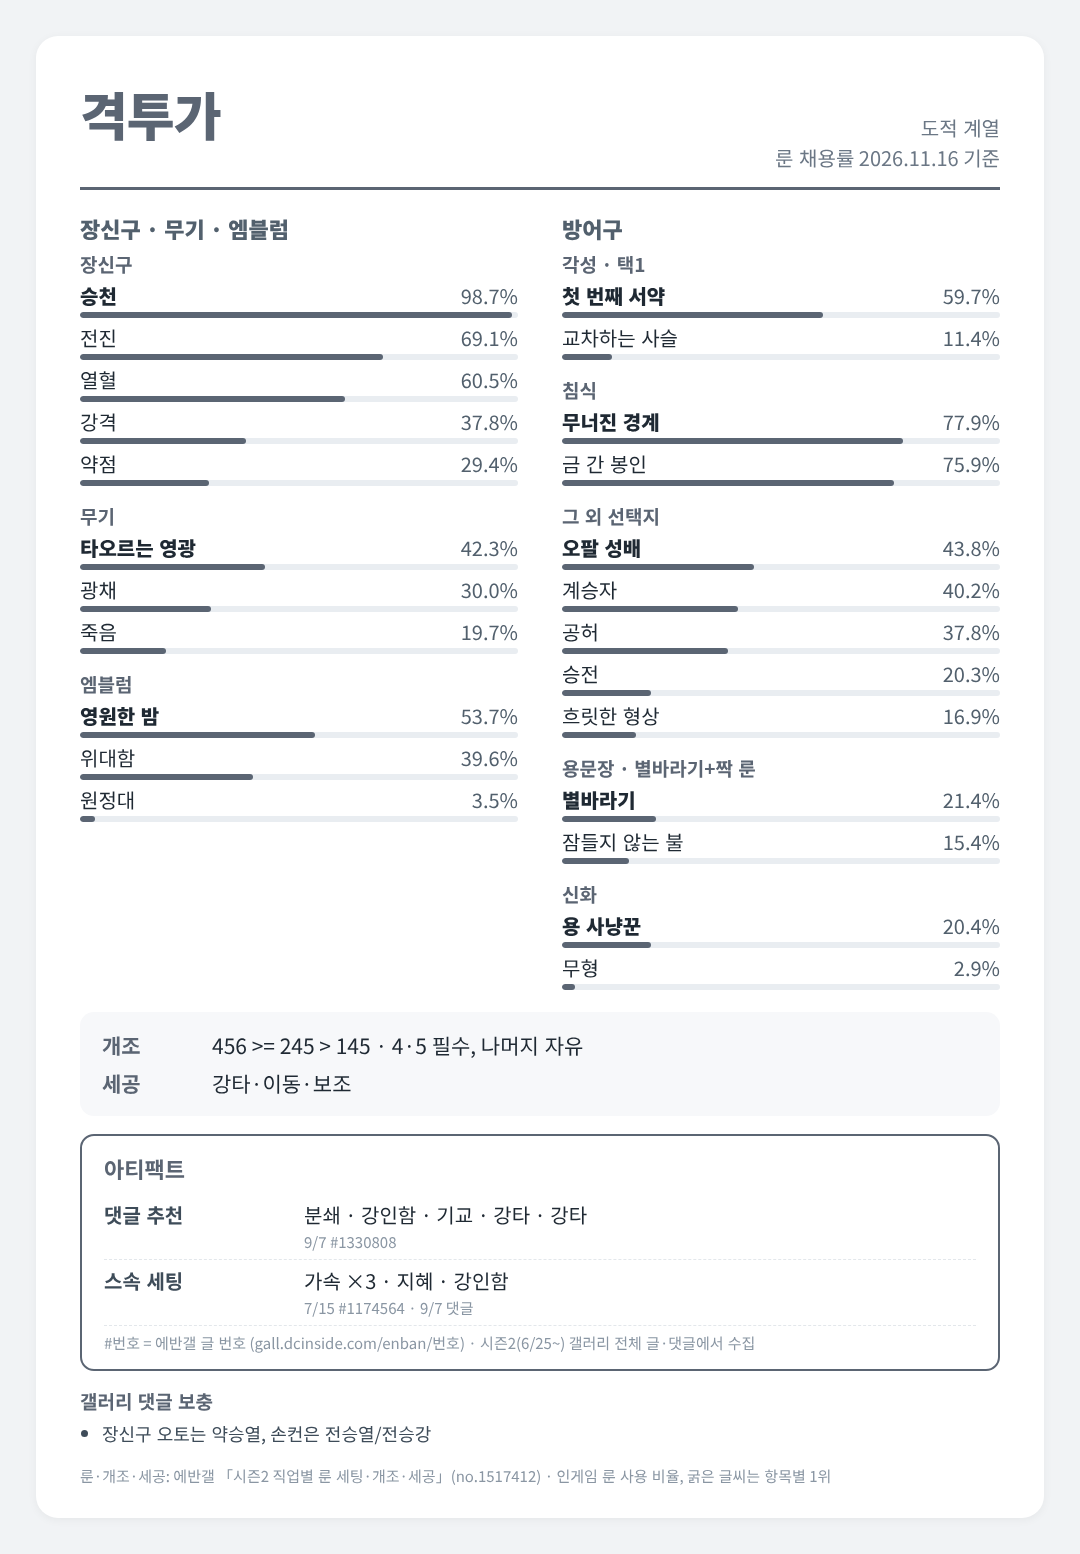 격투가
도적 계열
룬 채용률 2026.11.16 기준
장신구 · 무기 · 엠블럼
장신구
승천 98.7%
전진 69.1%
열혈 60.5%
강격 37.8%
약점 29.4%
무기
타오르는 영광 42.3%
광채 30.0%
죽음 19.7%
엠블럼
영원한 밤 53.7%
위대함 39.6%
원정대 3.5%
방어구
각성 · 택1
첫 번째 서약 59.7%
교차하는 사슬 11.4%
침식
무너진 경계 77.9%
금 간 봉인 75.9%
그 외 선택지
오팔 성배 43.8%
계승자 40.2%
공허 37.8%
승전 20.3%
흐릿한 형상 16.9%
용문장 · 별바라기+짝 룬
별바라기 21.4%
잠들지 않는 불 15.4%
신화
용 사냥꾼 20.4%
무형 2.9%
개조 456 >= 245 > 145 · 4·5 필수, 나머지 자유
세공 강타·이동·보조
아티팩트
댓글 추천 분쇄 · 강인함 · 기교 · 강타 · 강타
9/7 #1330808
스속 세팅 가속 ×3 · 지혜 · 강인함
7/15 #1174564 · 9/7 댓글
#번호 = 에반갤 글 번호 (gall.dcinside.com/enban/번호) · 시즌2(6/25~) 갤러리 전체 글·댓글에서 수집
갤러리 댓글 보충
• 장신구 오토는 약승열, 손컨은 전승열/전승강
룬·개조·세공: 에반갤 「시즌2 직업별 룬 세팅·개조·세공」(no.1517412) · 인게임 룬 사용 비율, 굵은 글씨는 항목별 1위